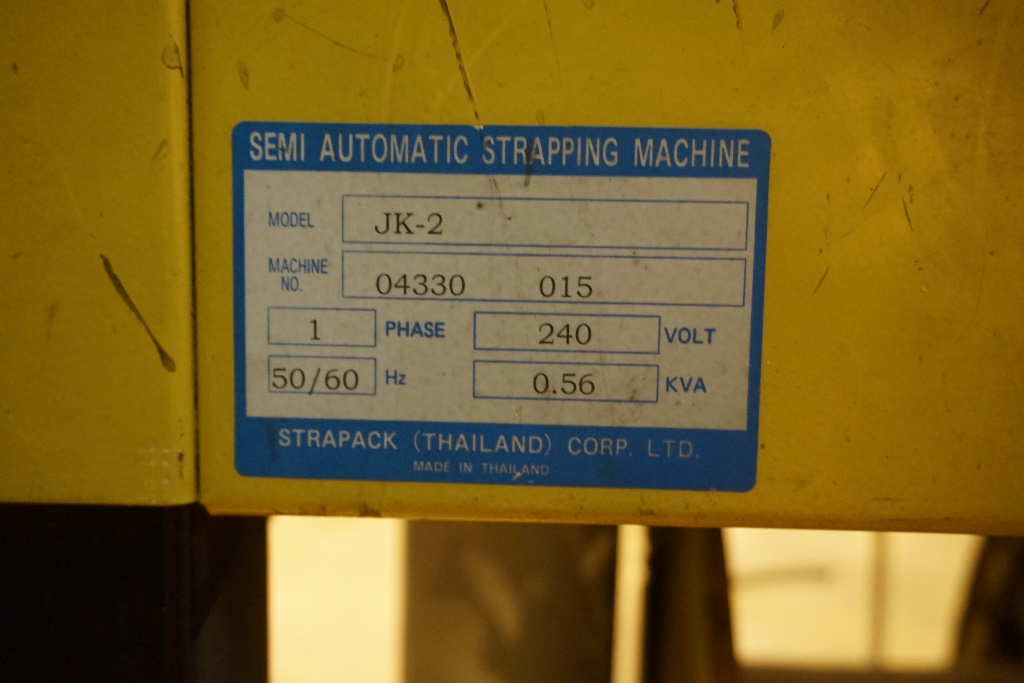 SEMI AUTOMATIC STRAPPING MACHINE
MODEL JK-2
MACHINE NO. 04330 015
1 PHASE 240 VOLT
50/60 Hz 0.56 KVA
STRAPACK (THAILAND) CORP. LTD.
MADE IN THAILAND